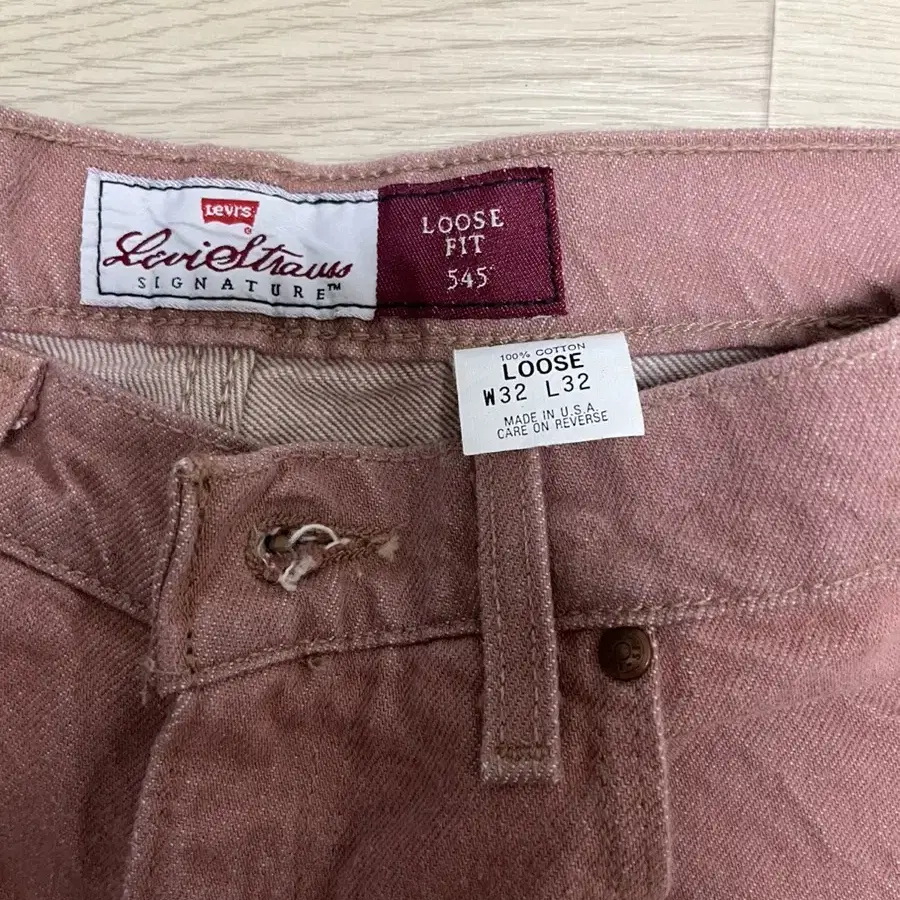 Levi's
®
Levi Strauss
SIGNATURE™
LOOSE
FIT
545
100% COTTON
LOOSE
W32 L32
MADE IN U.S.A.
CARE ON REVERSE